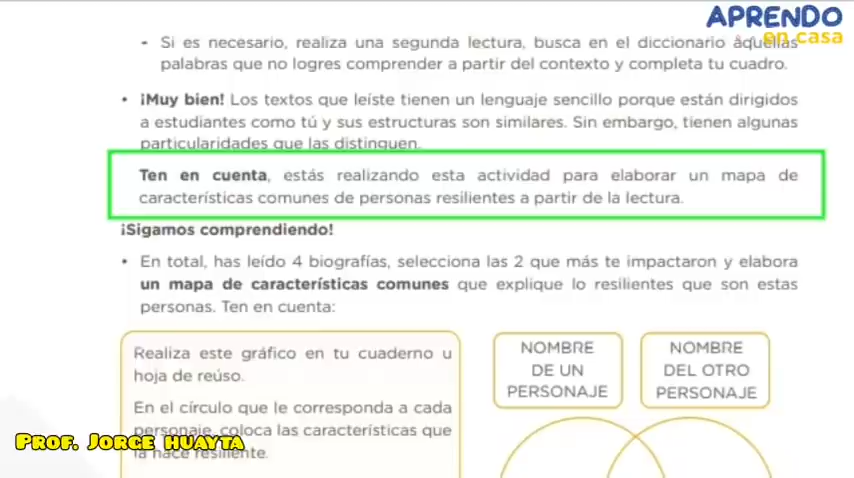 APRENDO
en casa
- Si es necesario, realiza una segunda lectura, busca en el diccionario aquellas
palabras que no logres comprender a partir del contexto y completa tu cuadro.
• ¡Muy bien! Los textos que leíste tienen un lenguaje sencillo porque están dirigidos
a estudiantes como tú y sus estructuras son similares. Sin embargo, tienen algunas
particularidades que las distinguen.
Ten en cuenta, estás realizando esta actividad para elaborar un mapa de
características comunes de personas resilientes a partir de la lectura.
¡Sigamos comprendiendo!
• En total, has leído 4 biografías, selecciona las 2 que más te impactaron y elabora
un mapa de características comunes que explique lo resilientes que son estas
personas. Ten en cuenta:
Realiza este gráfico en tu cuaderno u
hoja de reúso.
En el círculo que le corresponda a cada
personaje, coloca las características que
la hace resiliente.
NOMBRE
DE UN
PERSONAJE
NOMBRE
DEL OTRO
PERSONAJE
Prof. Jorge huayta